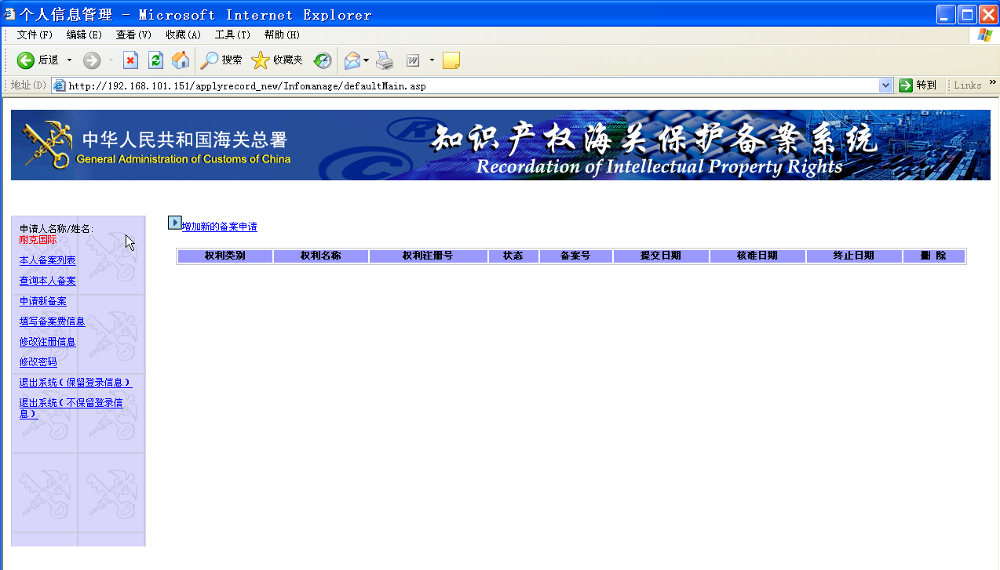 个人信息管理 - Microsoft Internet Explorer
文件(F) 编辑(E) 查看(V) 收藏(A) 工具(T) 帮助(H)
后退 搜索 收藏夹
地址(D) http://192.168.101.151/applyrecord_new/Infomanage/defaultMain.asp 转到 Links »
中华人民共和国海关总署
General Administration of Customs of China
知识产权海关保护备案系统
Recordation of Intellectual Property Rights
增加新的备案申请
权利类别 权利名称 权利注册号 状态 备案号 提交日期 核准日期 终止日期 删 除
申请人名称/姓名:
耐克国际
本人备案列表
查询本人备案
申请新备案
填写备案费信息
修改注册信息
修改密码
退出系统（保留登录信息）
退出系统（不保留登录信
息）